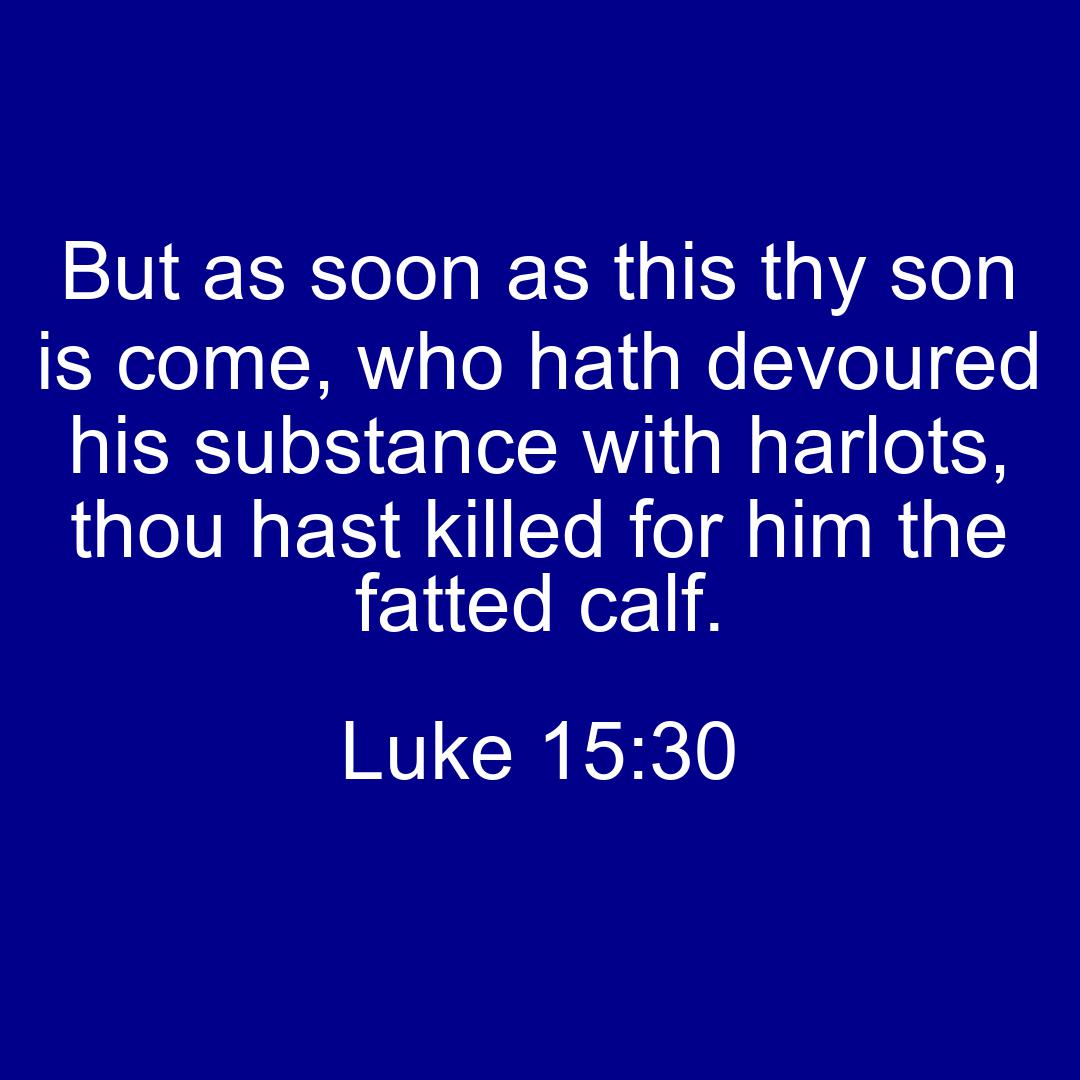 But as soon as this thy son
is come, who hath devoured
his substance with harlots,
thou hast killed for him the
fatted calf.
Luke 15:30